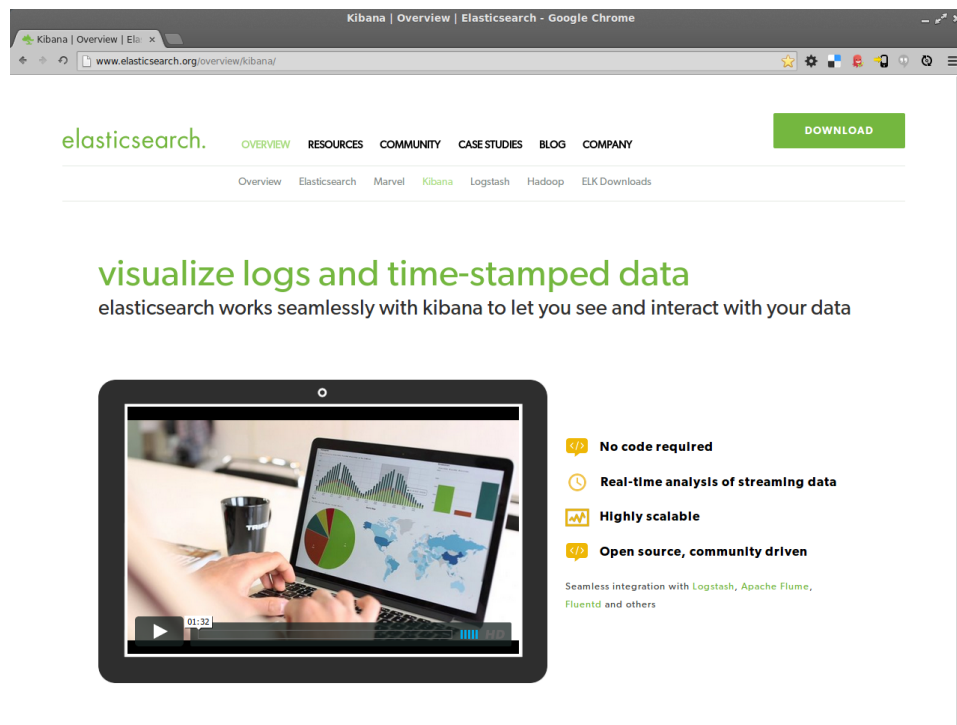 Kibana | Overview | Elasticsearch - Google Chrome
Kibana | Overview | Ela
www.elasticsearch.org/overview/kibana/
elasticsearch.
OVERVIEW RESOURCES COMMUNITY CASE STUDIES BLOG COMPANY
DOWNLOAD
Overview Elasticsearch Marvel Kibana Logstash Hadoop ELK Downloads
visualize logs and time-stamped data
elasticsearch works seamlessly with kibana to let you see and interact with your data
No code required
Real-time analysis of streaming data
Highly scalable
Open source, community driven
Seamless integration with Logstash, Apache Flume,
Fluentd and others
01:32
HD